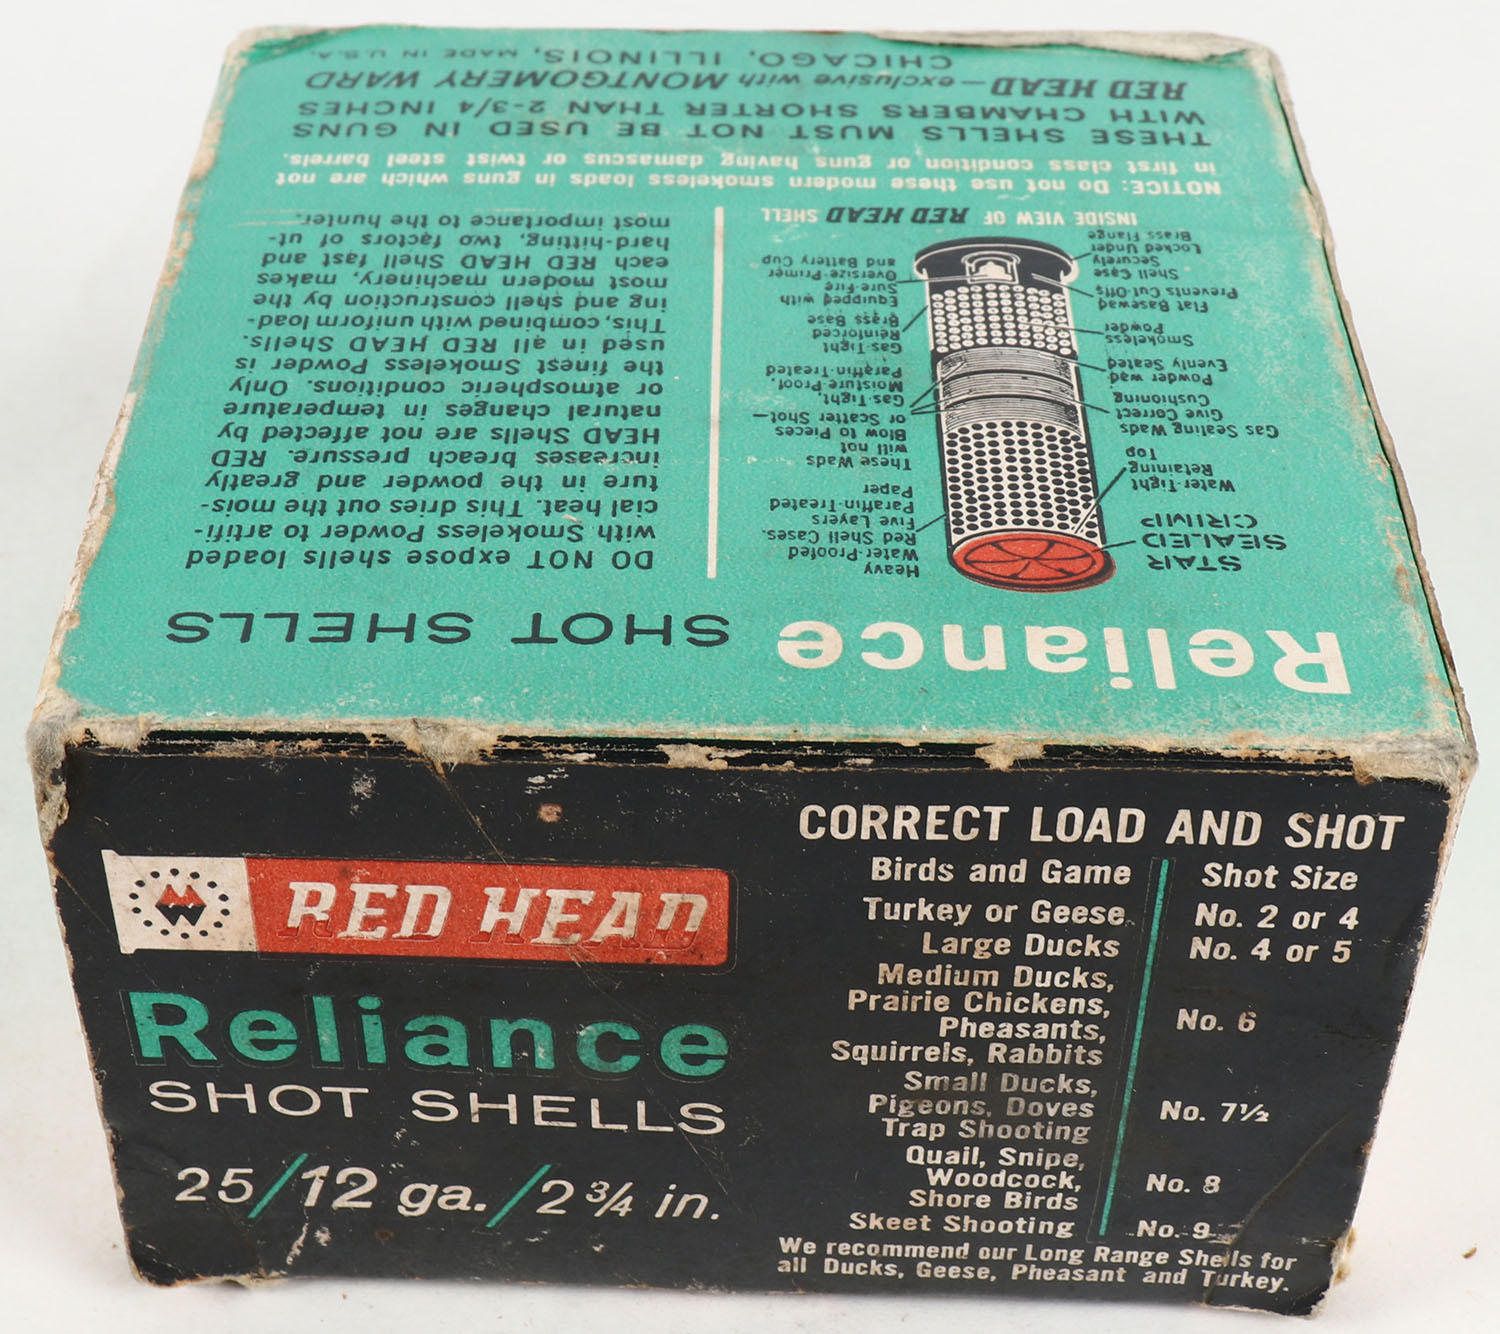 Reliance SHOT SHELLS
STAR
SEALED
CRIMP
Water-Tight
Retaining
Top
Gas Sealing Wads
Give Correct
Cushioning
Powder wad
Evenly Seated
Smokeless
Powder
Flat Basewad
Prevents Cut-Offs
Shell Case
Securely
Locked Under
Brass Flange
Heavy
Water-Proofed
Red Shell Cases.
Five Layers
Paraffin-Treated
Paper
These Wads
will not
Blow to Pieces
or Scatter Shot—
Gas-Tight,
Moisture-Proof,
Paraffin-Treated
Gas-Tight
Reinforced
Brass Base
Equipped with
Sure-Fire
Oversize-Primer
and Battery Cup
INSIDE VIEW OF RED HEAD SHELL
DO NOT expose shells loaded
with Smokeless Powder to artifi-
cial heat. This dries out the mois-
ture in the powder and greatly
increases breach pressure. RED
HEAD Shells are not affected by
natural changes in temperature
or atmospheric conditions. Only
the finest Smokeless Powder is
used in all RED HEAD Shells.
This, combined with uniform load-
ing and shell construction by the
most modern machinery, makes
each RED HEAD Shell fast and
hard-hitting, two factors of ut-
most importance to the hunter.
NOTICE: Do not use these modern smokeless loads in guns which are not
in first class condition or guns having damascus or twist steel barrels.
THESE SHELLS MUST NOT BE USED IN GUNS
WITH CHAMBERS SHORTER THAN 2-3/4 INCHES
RED HEAD—exclusive with MONTGOMERY WARD
CHICAGO, ILLINOIS, MADE IN U.S.A.
MW RED HEAD
Reliance
SHOT SHELLS
25/12 ga./2 3/4 in.
CORRECT LOAD AND SHOT
Birds and Game Shot Size
Turkey or Geese No. 2 or 4
Large Ducks No. 4 or 5
Medium Ducks,
Prairie Chickens,
Pheasants, No. 6
Squirrels, Rabbits
Small Ducks,
Pigeons, Doves No. 7½
Trap Shooting
Quail, Snipe,
Woodcock, No. 8
Shore Birds
Skeet Shooting No. 9
We recommend our Long Range Shells for
all Ducks, Geese, Pheasant and Turkey.